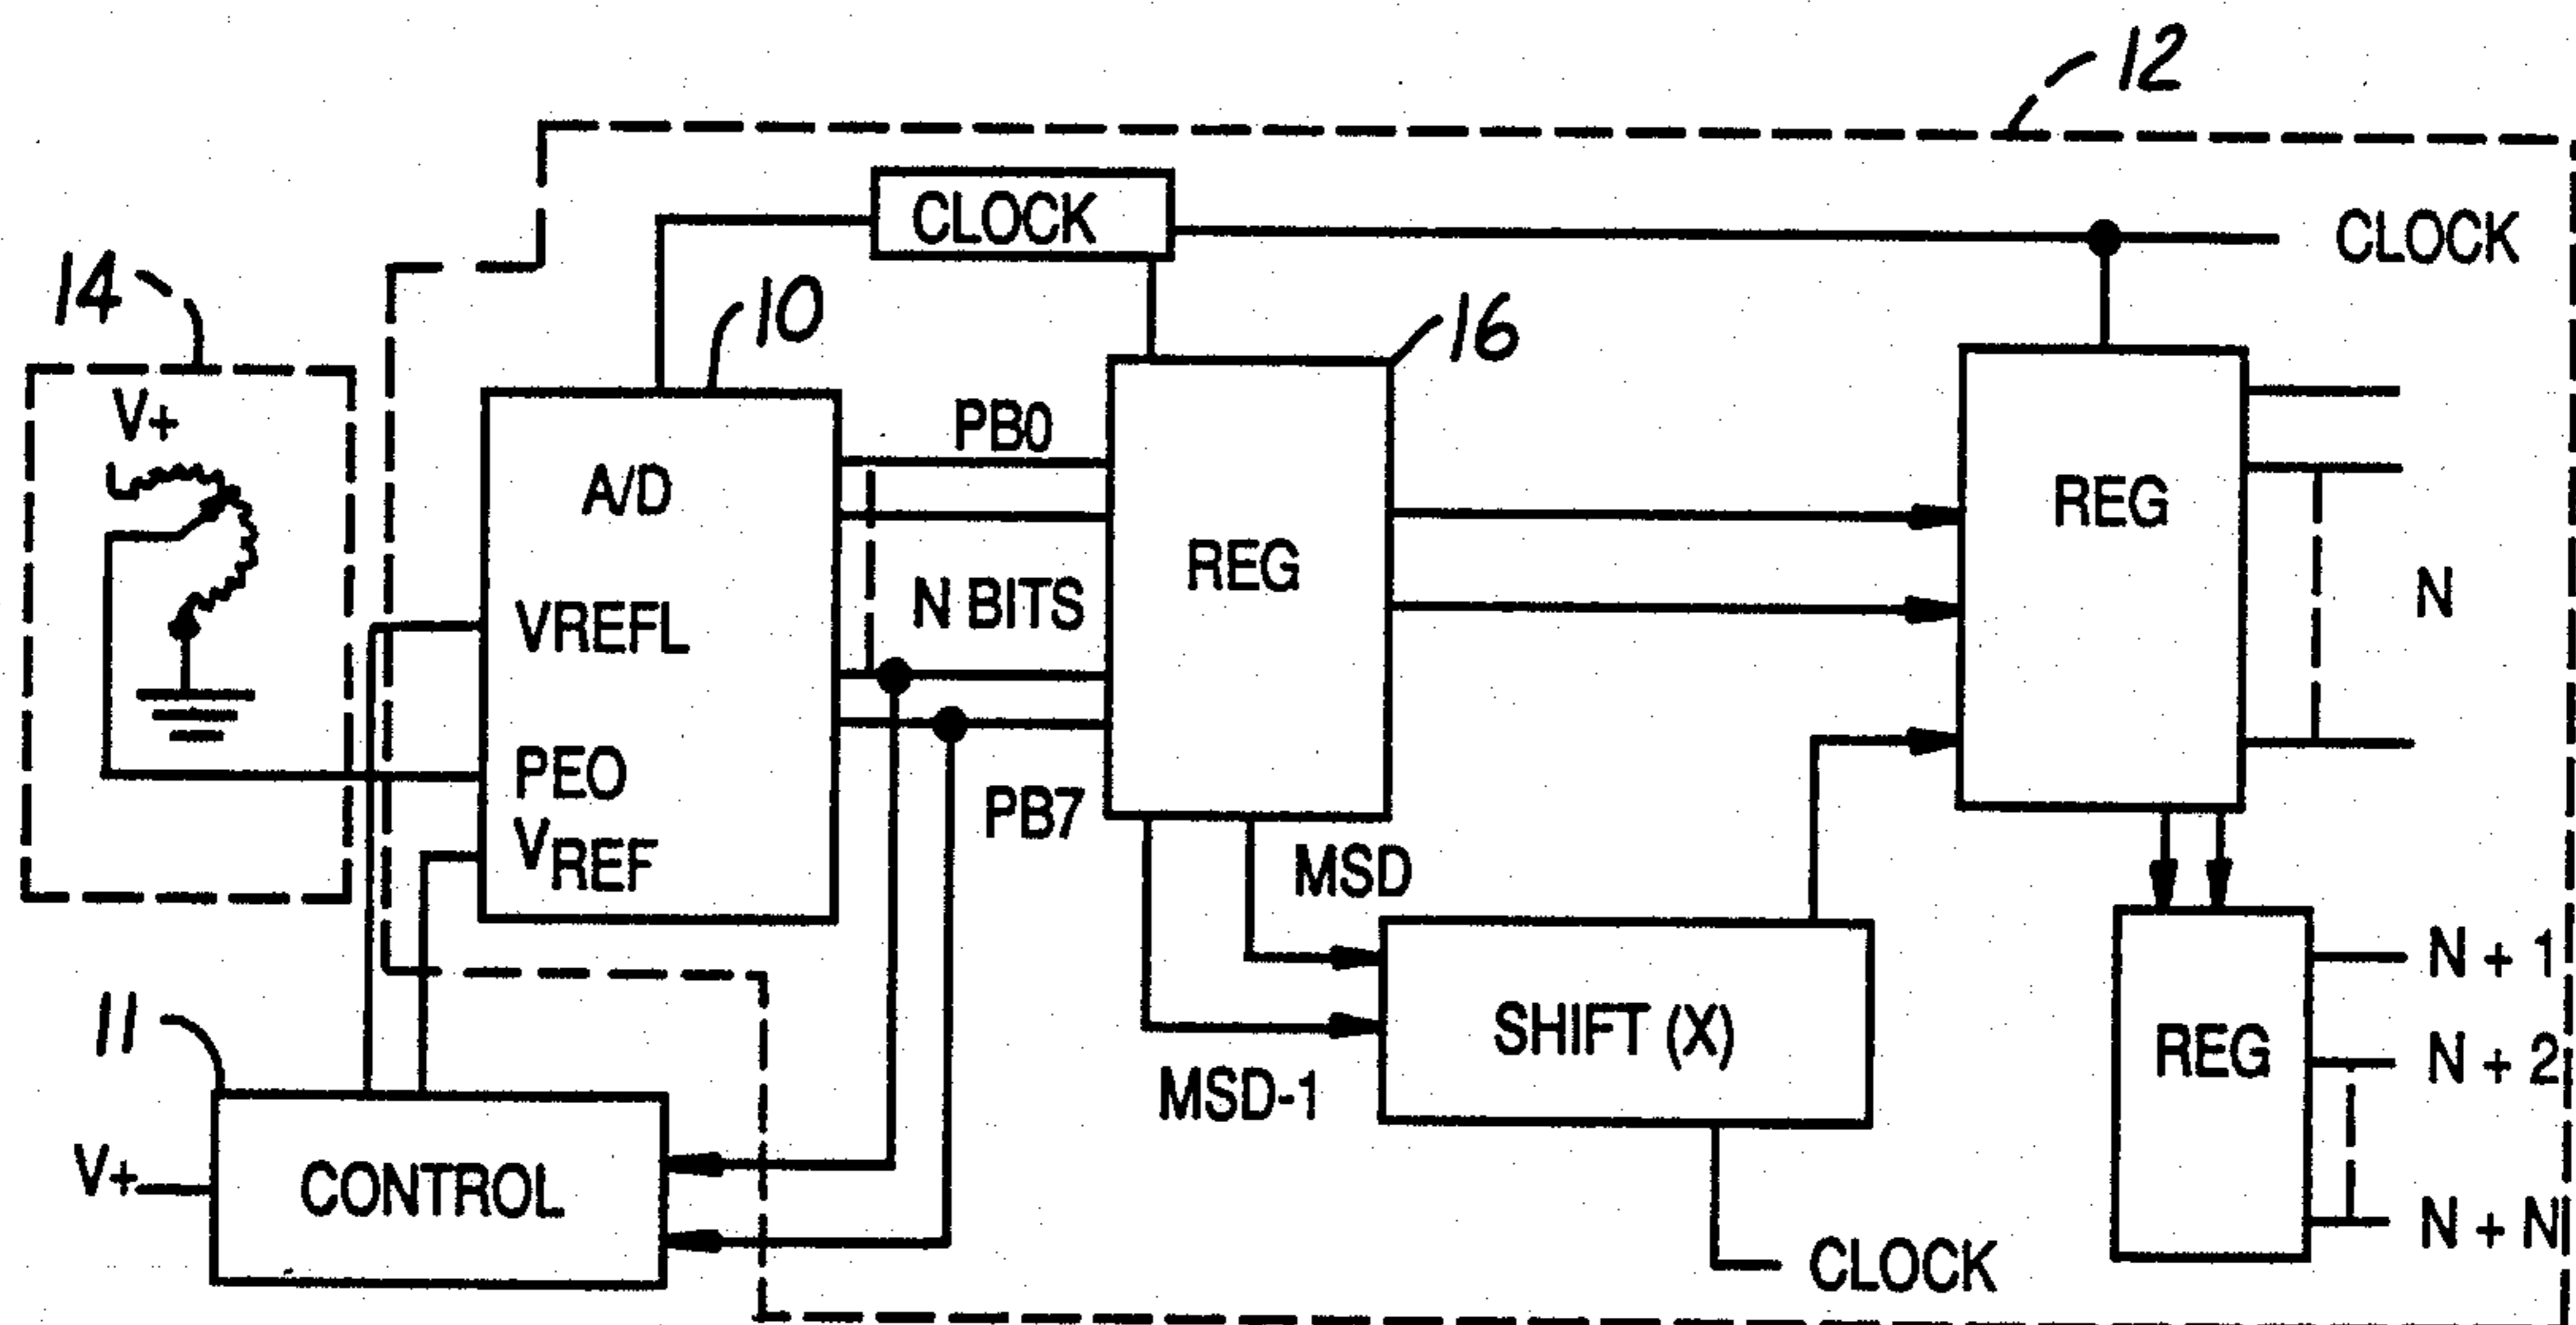 12
CLOCK
CLOCK
14
10
16
V+
PB0
A/D
REG
REG
N BITS
N
VREFL
PEO
PB7
VREF
MSD
N + 1
11
SHIFT (X)
REG
N + 2
MSD-1
V+
CONTROL
N + N
CLOCK